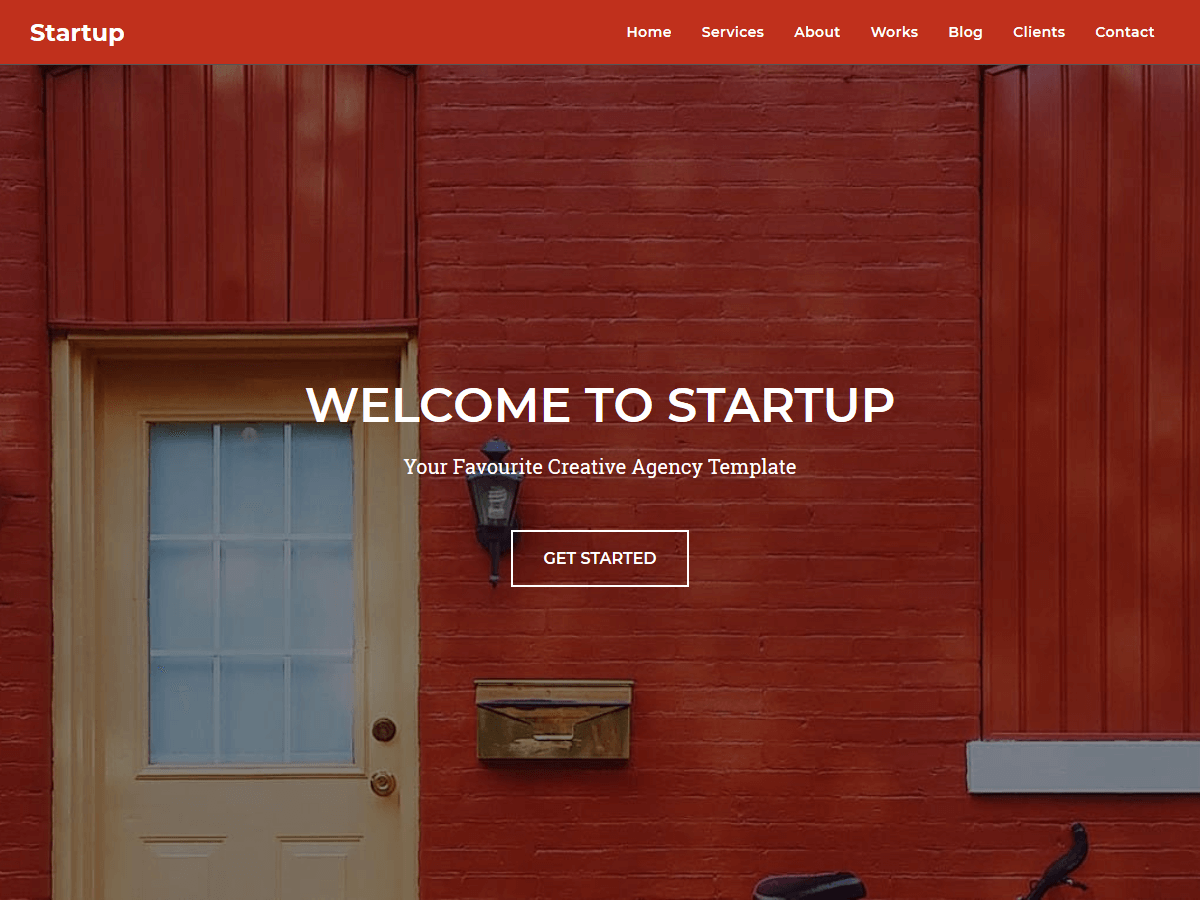 Startup
Home Services About Works Blog Clients Contact
WELCOME TO STARTUP
Your Favourite Creative Agency Template
GET STARTED